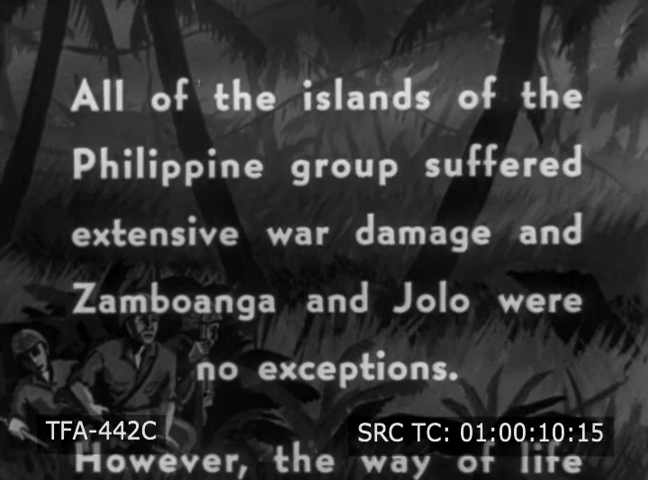 All of the islands of the
Philippine group suffered
extensive war damage and
Zamboanga and Jolo were
no exceptions.
TFA-442C
SRC TC: 01:00:10:15
However, the way of life